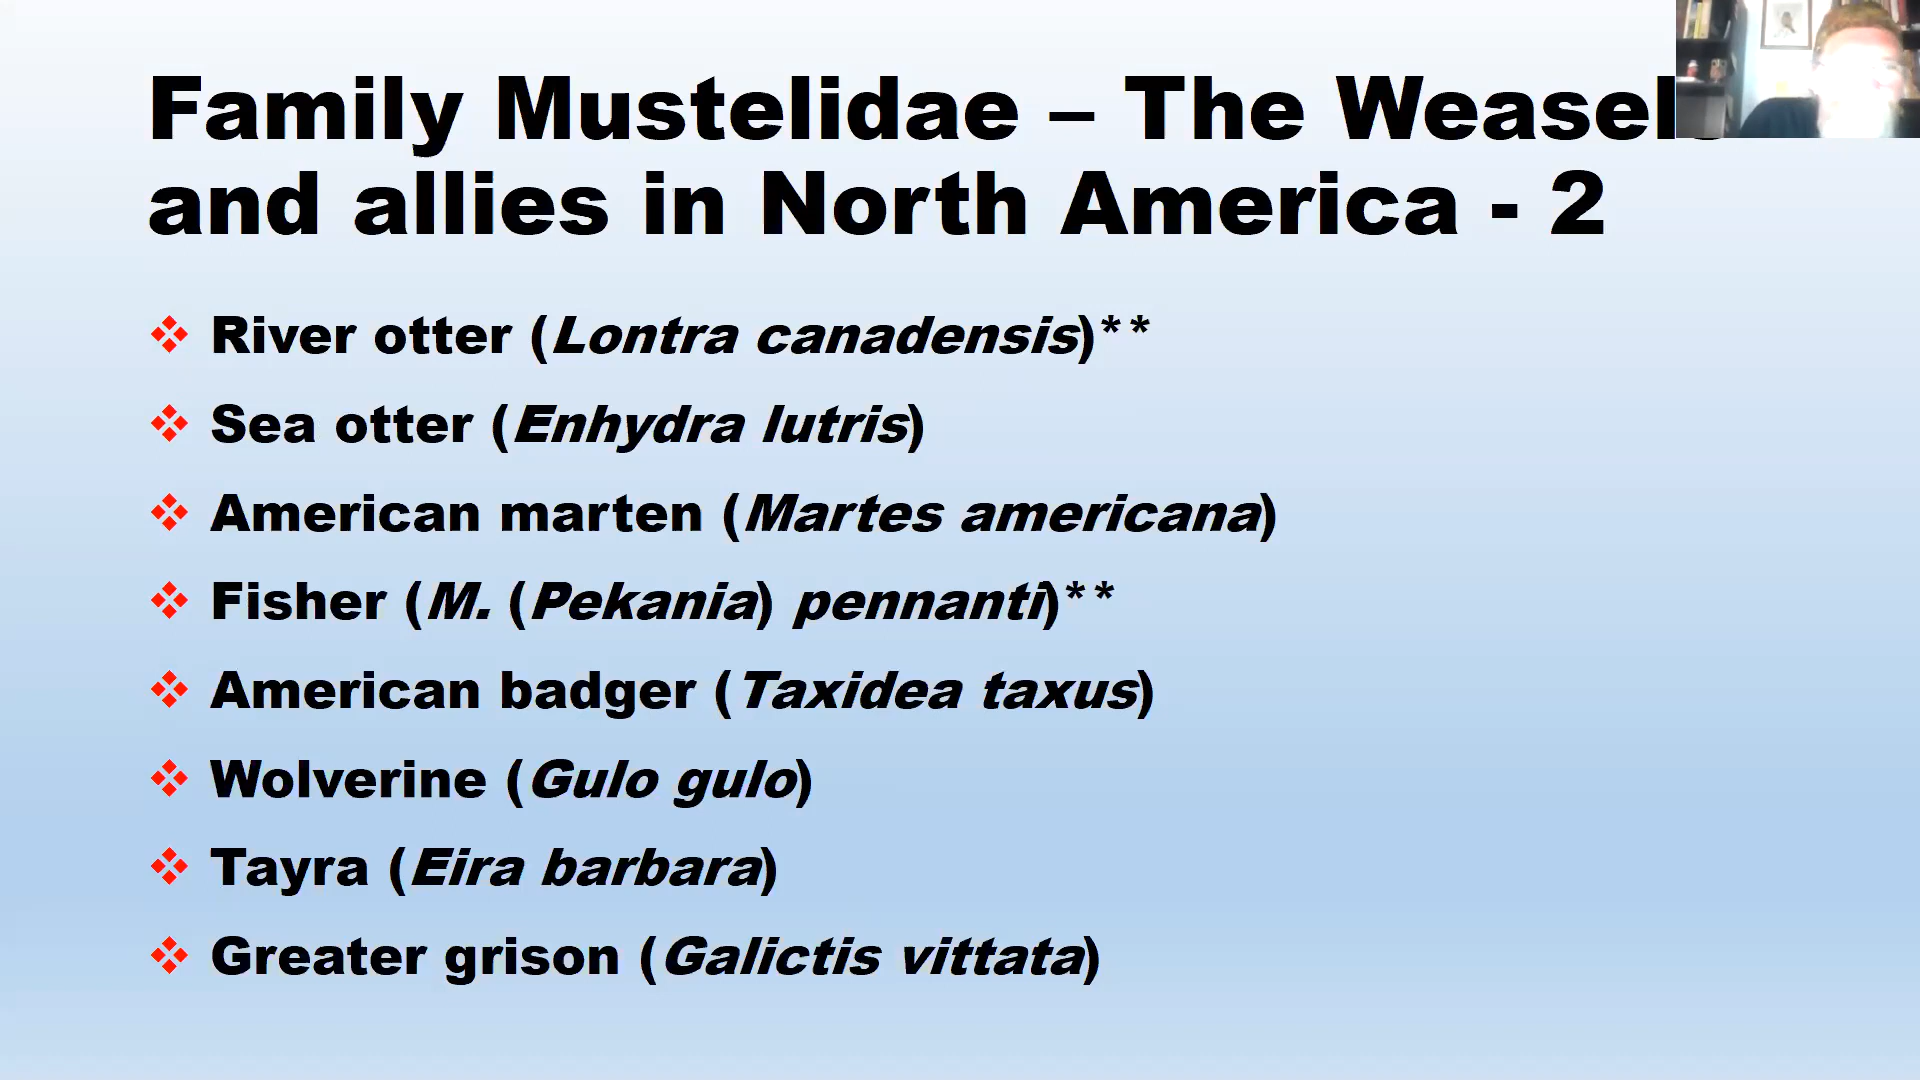 Family Mustelidae – The Weasels
and allies in North America - 2
❖ River otter (Lontra canadensis)**
❖ Sea otter (Enhydra lutris)
❖ American marten (Martes americana)
❖ Fisher (M. (Pekania) pennanti)**
❖ American badger (Taxidea taxus)
❖ Wolverine (Gulo gulo)
❖ Tayra (Eira barbara)
❖ Greater grison (Galictis vittata)